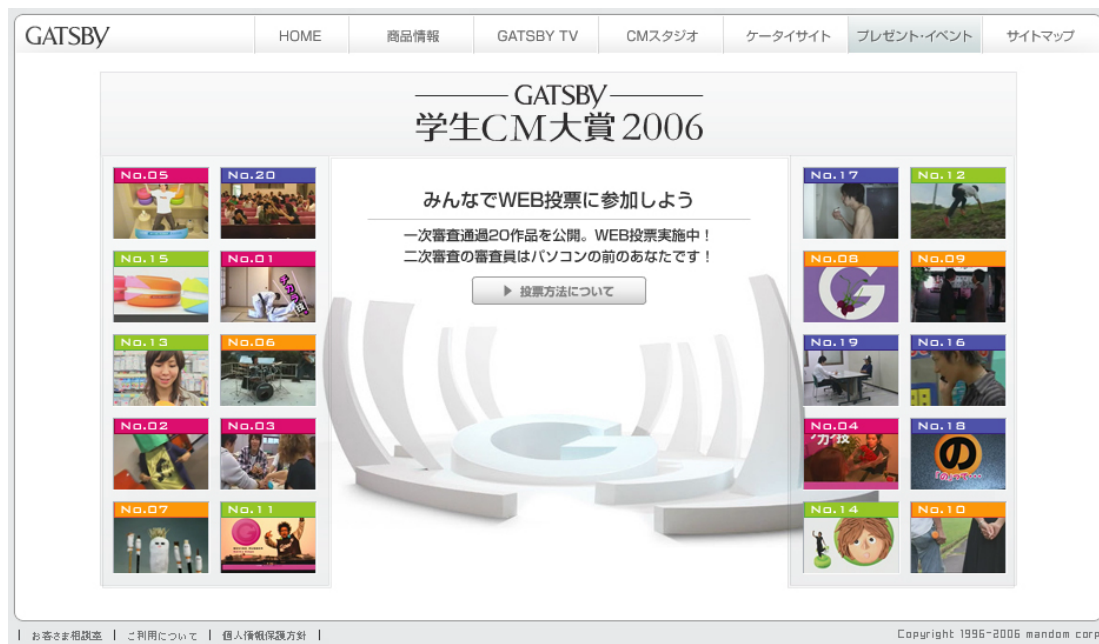 GATSBY
HOME
商品情報
GATSBY TV
CMスタジオ
ケータイサイト
プレゼント・イベント
サイトマップ
GATSBY
学生CM大賞2006
みんなでWEB投票に参加しよう
一次審査通過20作品を公開。WEB投票実施中！
二次審査の審査員はパソコンの前のあなたです！
投票方法について
No.05
No.20
No.15
No.01
チカラ技!
No.13
No.06
No.02
No.03
No.07
No.11
No.17
No.12
No.08
No.09
No.19
No.16
No.04
No.18
の
「の」って…
No.14
No.10
お客さま相談室
ご利用について
個人情報保護方針
Copyright 1996-2006 mandom corp